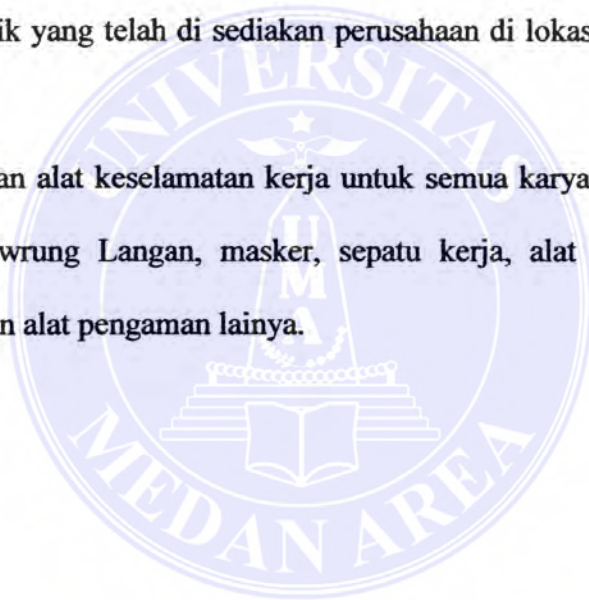 ik yang telah di sediakan perusahaan di lokas
an alat keselamatan kerja untuk semua karya
wrung Langan, masker, sepatu kerja, alat
n alat pengaman lainya.
UNIVERSITAS
UMA
MEDAN AREA